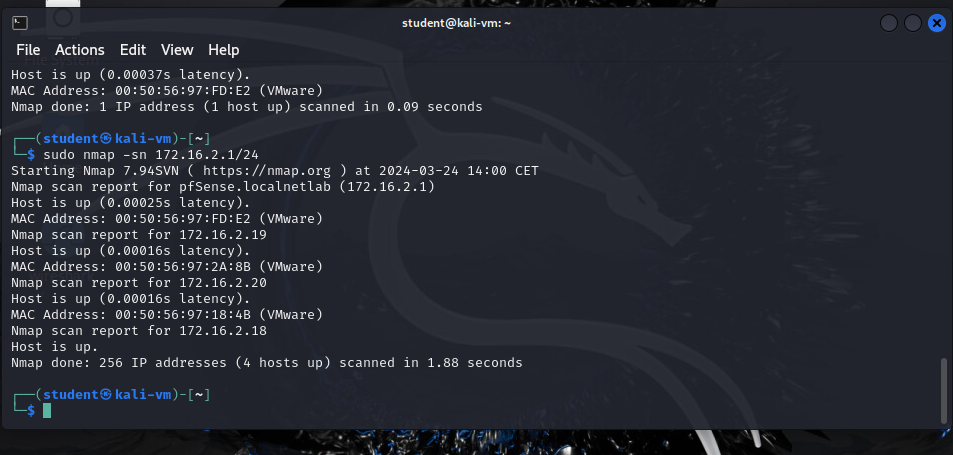 student@kali-vm: ~
File Actions Edit View Help
File System
Host is up (0.00037s latency).
MAC Address: 00:50:56:97:FD:E2 (VMware)
Nmap done: 1 IP address (1 host up) scanned in 0.09 seconds
┌──(student㉿kali-vm)-[~]
└─$ sudo nmap -sn 172.16.2.1/24
Starting Nmap 7.94SVN ( https://nmap.org ) at 2024-03-24 14:00 CET
Nmap scan report for pfSense.localnetlab (172.16.2.1)
Host is up (0.00025s latency).
MAC Address: 00:50:56:97:FD:E2 (VMware)
Nmap scan report for 172.16.2.19
Host is up (0.00016s latency).
MAC Address: 00:50:56:97:2A:8B (VMware)
Nmap scan report for 172.16.2.20
Host is up (0.00016s latency).
MAC Address: 00:50:56:97:18:4B (VMware)
Nmap scan report for 172.16.2.18
Host is up.
Nmap done: 256 IP addresses (4 hosts up) scanned in 1.88 seconds
┌──(student㉿kali-vm)-[~]
└─$